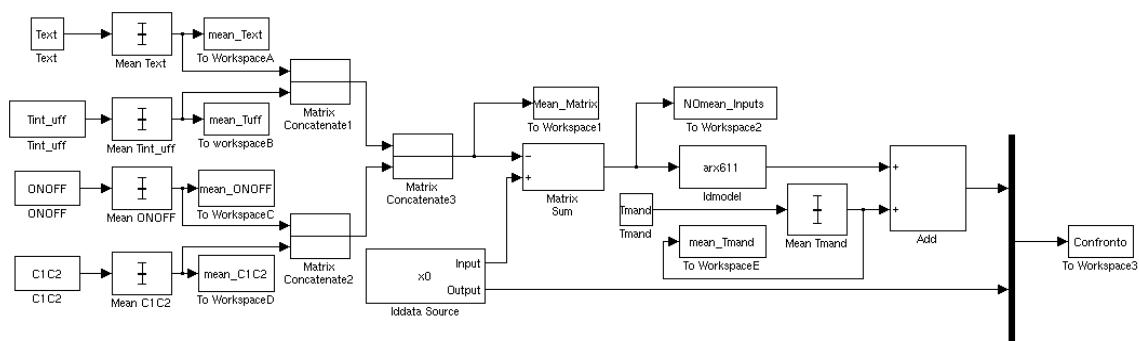 Text
Text
Mean Text
mean_Text
To WorkspaceA
Matrix
Concatenate1
Tint_uff
Tint_uff
Mean Tint_uff
mean_Tuff
To workspaceB
ONOFF
ONOFF
Mean ONOFF
mean_ONOFF
To WorkspaceC
Matrix
Concatenate2
C1C2
C1C2
Mean C1C2
mean_C1C2
To WorkspaceD
Matrix
Concatenate3
Mean_Matrix
To Workspace1
−
+
Matrix
Sum
NOmean_Inputs
To Workspace2
arx611
Idmodel
Tmand
Tmand
Mean Tmand
mean_Tmand
To WorkspaceE
x0
Input
Output
Iddata Source
+
+
Add
Confronto
To Workspace3